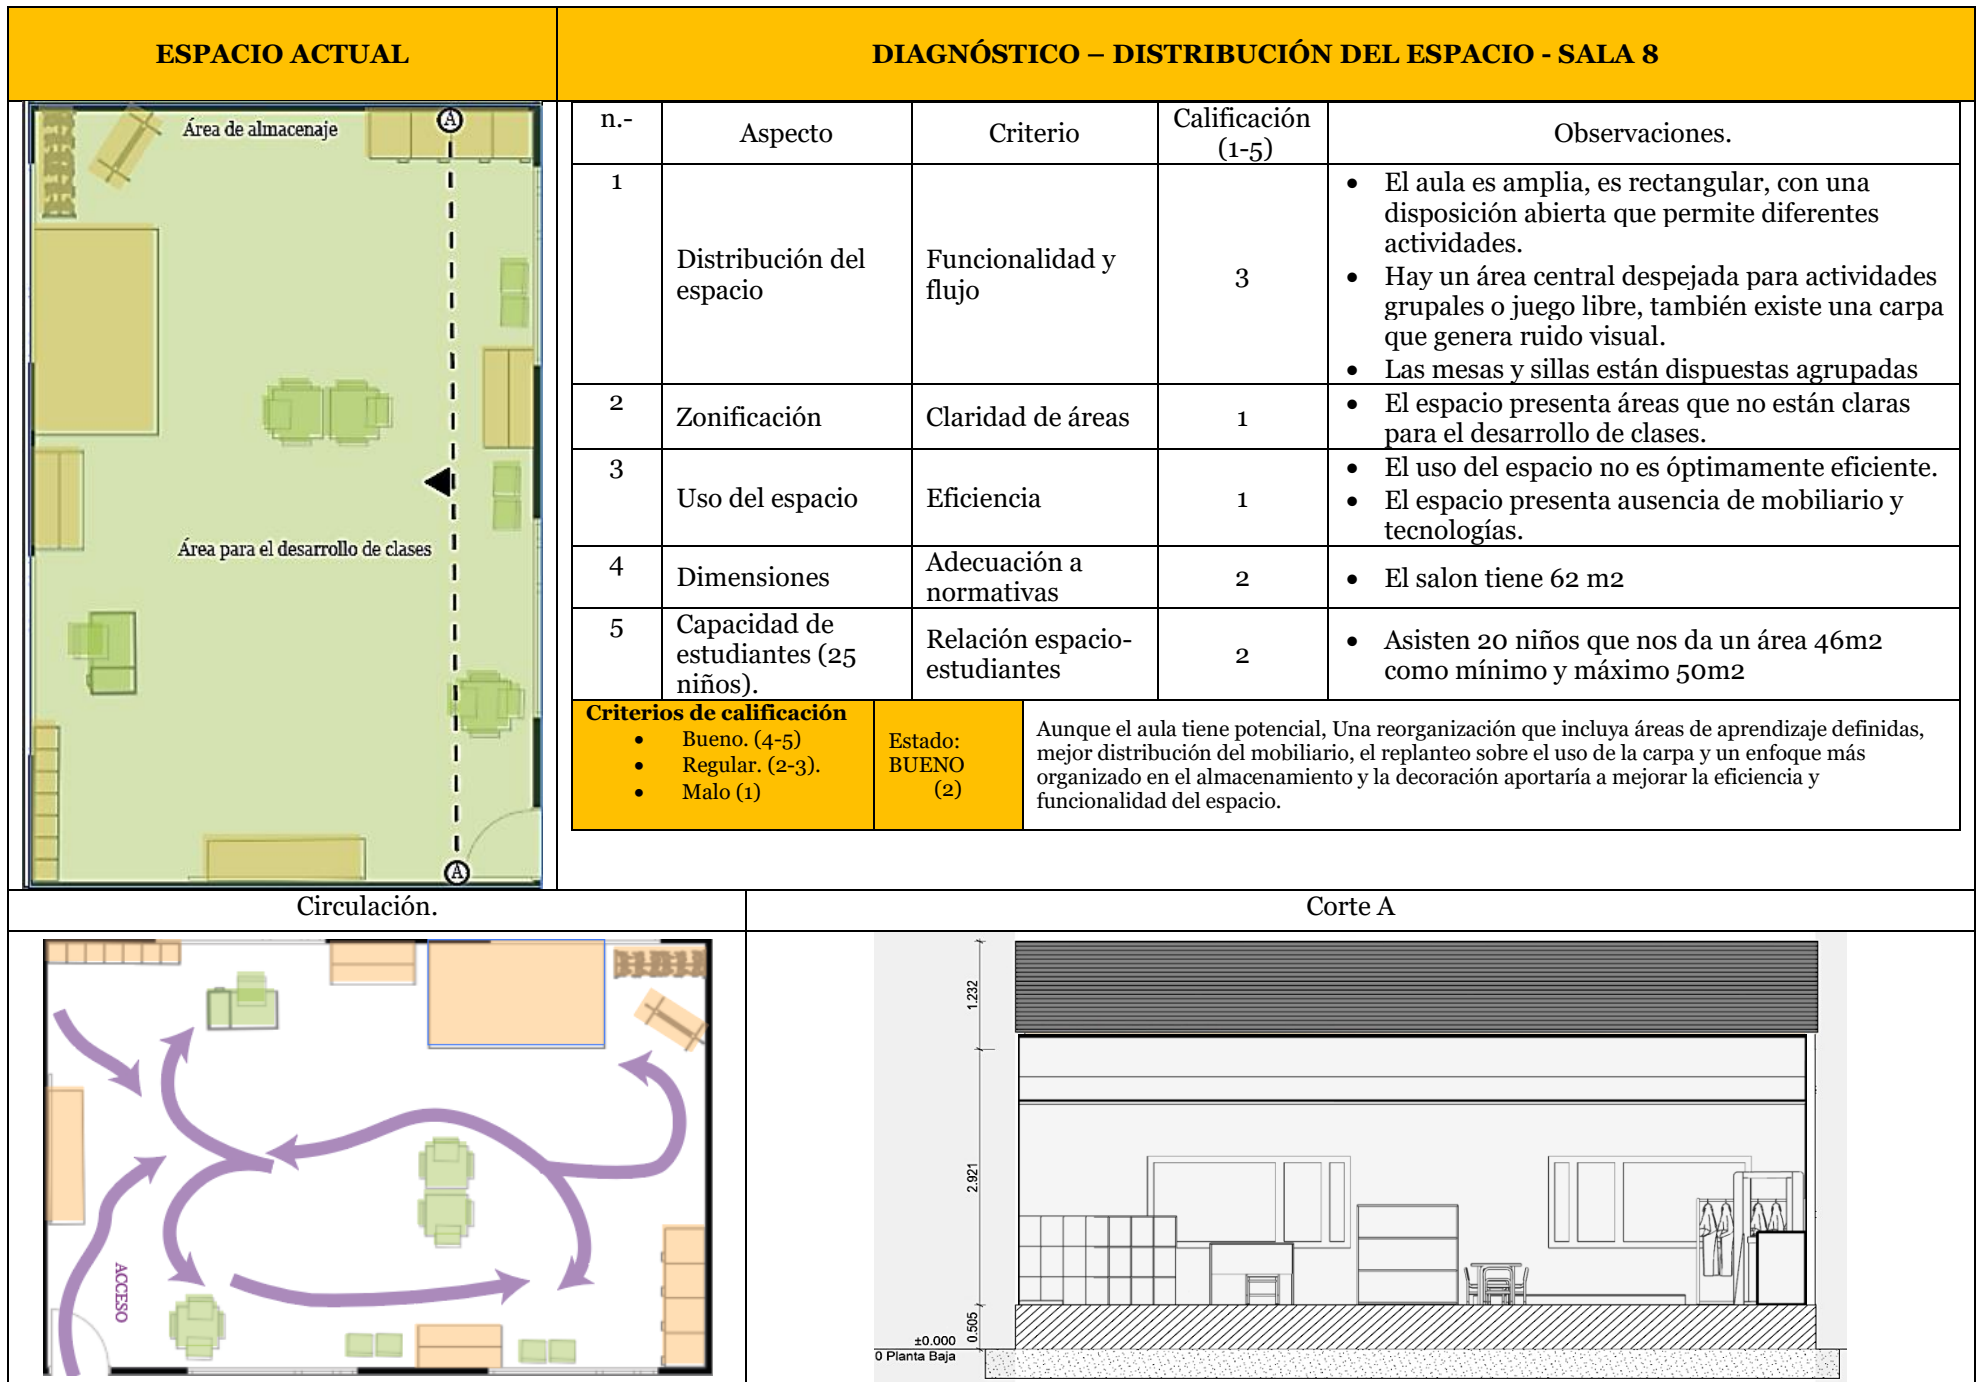 ESPACIO ACTUAL
DIAGNÓSTICO – DISTRIBUCIÓN DEL ESPACIO - SALA 8
Área de almacenaje
A
Área para el desarrollo de clases
A
n.-
Aspecto
Criterio
Calificación
(1-5)
Observaciones.
1
Distribución del
espacio
Funcionalidad y
flujo
3
• El aula es amplia, es rectangular, con una
disposición abierta que permite diferentes
actividades.
• Hay un área central despejada para actividades
grupales o juego libre, también existe una carpa
que genera ruido visual.
• Las mesas y sillas están dispuestas agrupadas
2
Zonificación
Claridad de áreas
1
• El espacio presenta áreas que no están claras
para el desarrollo de clases.
3
Uso del espacio
Eficiencia
1
• El uso del espacio no es óptimamente eficiente.
• El espacio presenta ausencia de mobiliario y
tecnologías.
4
Dimensiones
Adecuación a
normativas
2
• El salon tiene 62 m2
5
Capacidad de
estudiantes (25
niños).
Relación espacio-
estudiantes
2
• Asisten 20 niños que nos da un área 46m2
como mínimo y máximo 50m2
Criterios de calificación
• Bueno. (4-5)
• Regular. (2-3).
• Malo (1)
Estado:
BUENO
(2)
Aunque el aula tiene potencial, Una reorganización que incluya áreas de aprendizaje definidas,
mejor distribución del mobiliario, el replanteo sobre el uso de la carpa y un enfoque más
organizado en el almacenamiento y la decoración aportaría a mejorar la eficiencia y
funcionalidad del espacio.
Circulación.
Corte A
ACCESO
1.232
2.921
0.505
±0.000
0 Planta Baja